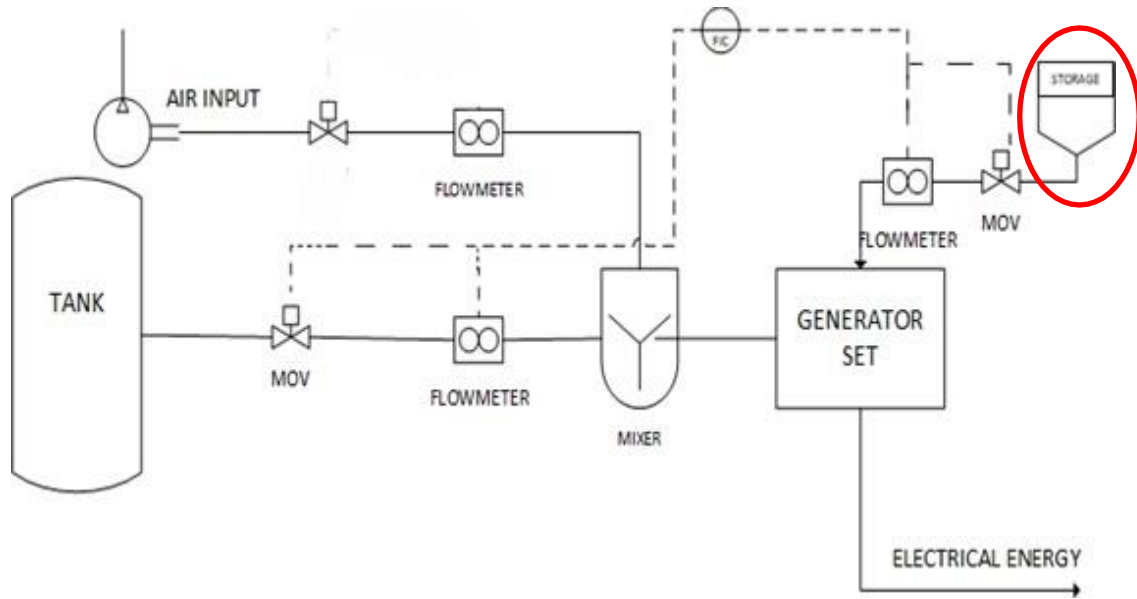 FIC
STORAGE
AIR INPUT
FLOWMETER
FLOWMETER
MOV
TANK
GENERATOR
SET
MOV
FLOWMETER
MIXER
ELECTRICAL ENERGY